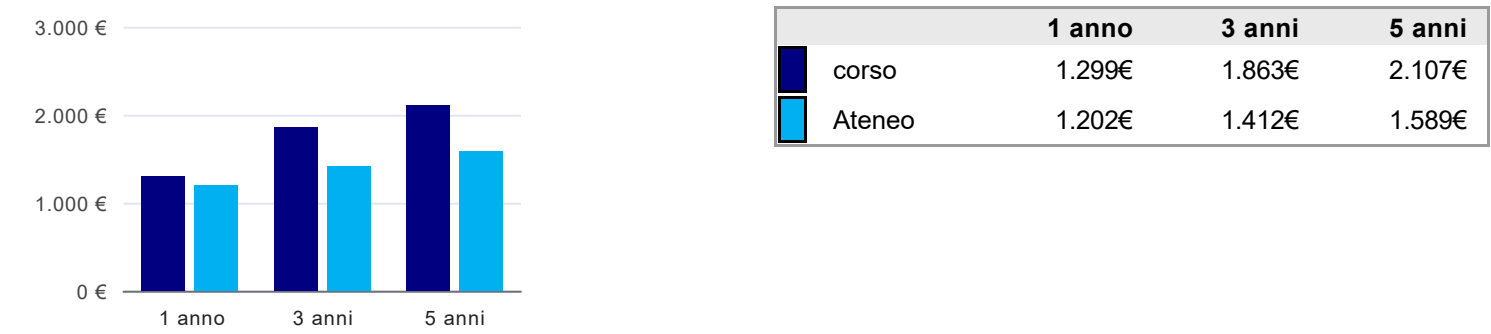 3.000 €
2.000 €
1.000 €
0 €
1 anno 3 anni 5 anni
1 anno 3 anni 5 anni
corso 1.299€ 1.863€ 2.107€
Ateneo 1.202€ 1.412€ 1.589€